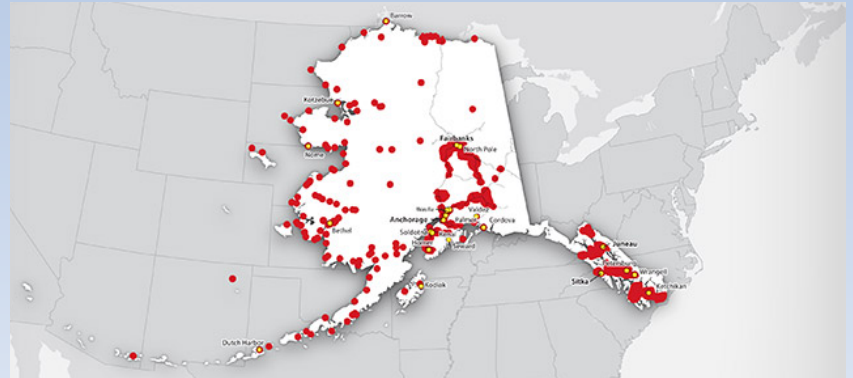 Barrow
Kotzebue
Fairbanks
North Pole
Nome
Wasilla
Valdez
Anchorage
Palmer
Cordova
Bethel
Soldotna
Kenai
Homer
Seward
Juneau
Petersburg
Sitka
Wrangell
Kodiak
Ketchikan
Dutch Harbor